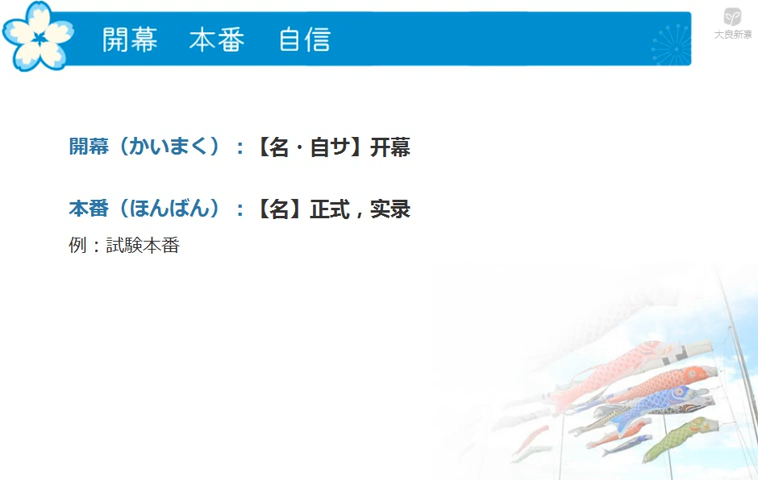 開幕 本番 自信
大良新素
開幕（かいまく）：【名・自サ】开幕
本番（ほんばん）：【名】正式，实录
例：試験本番